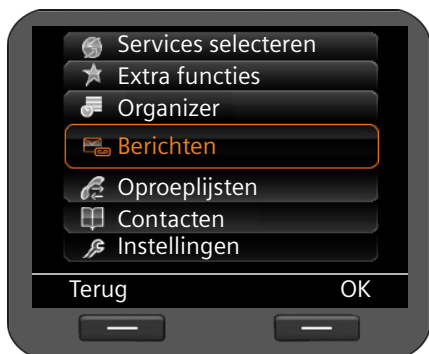 Services selecteren
Extra functies
Organizer
Berichten
Oproeplijsten
Contacten
Instellingen
Terug OK